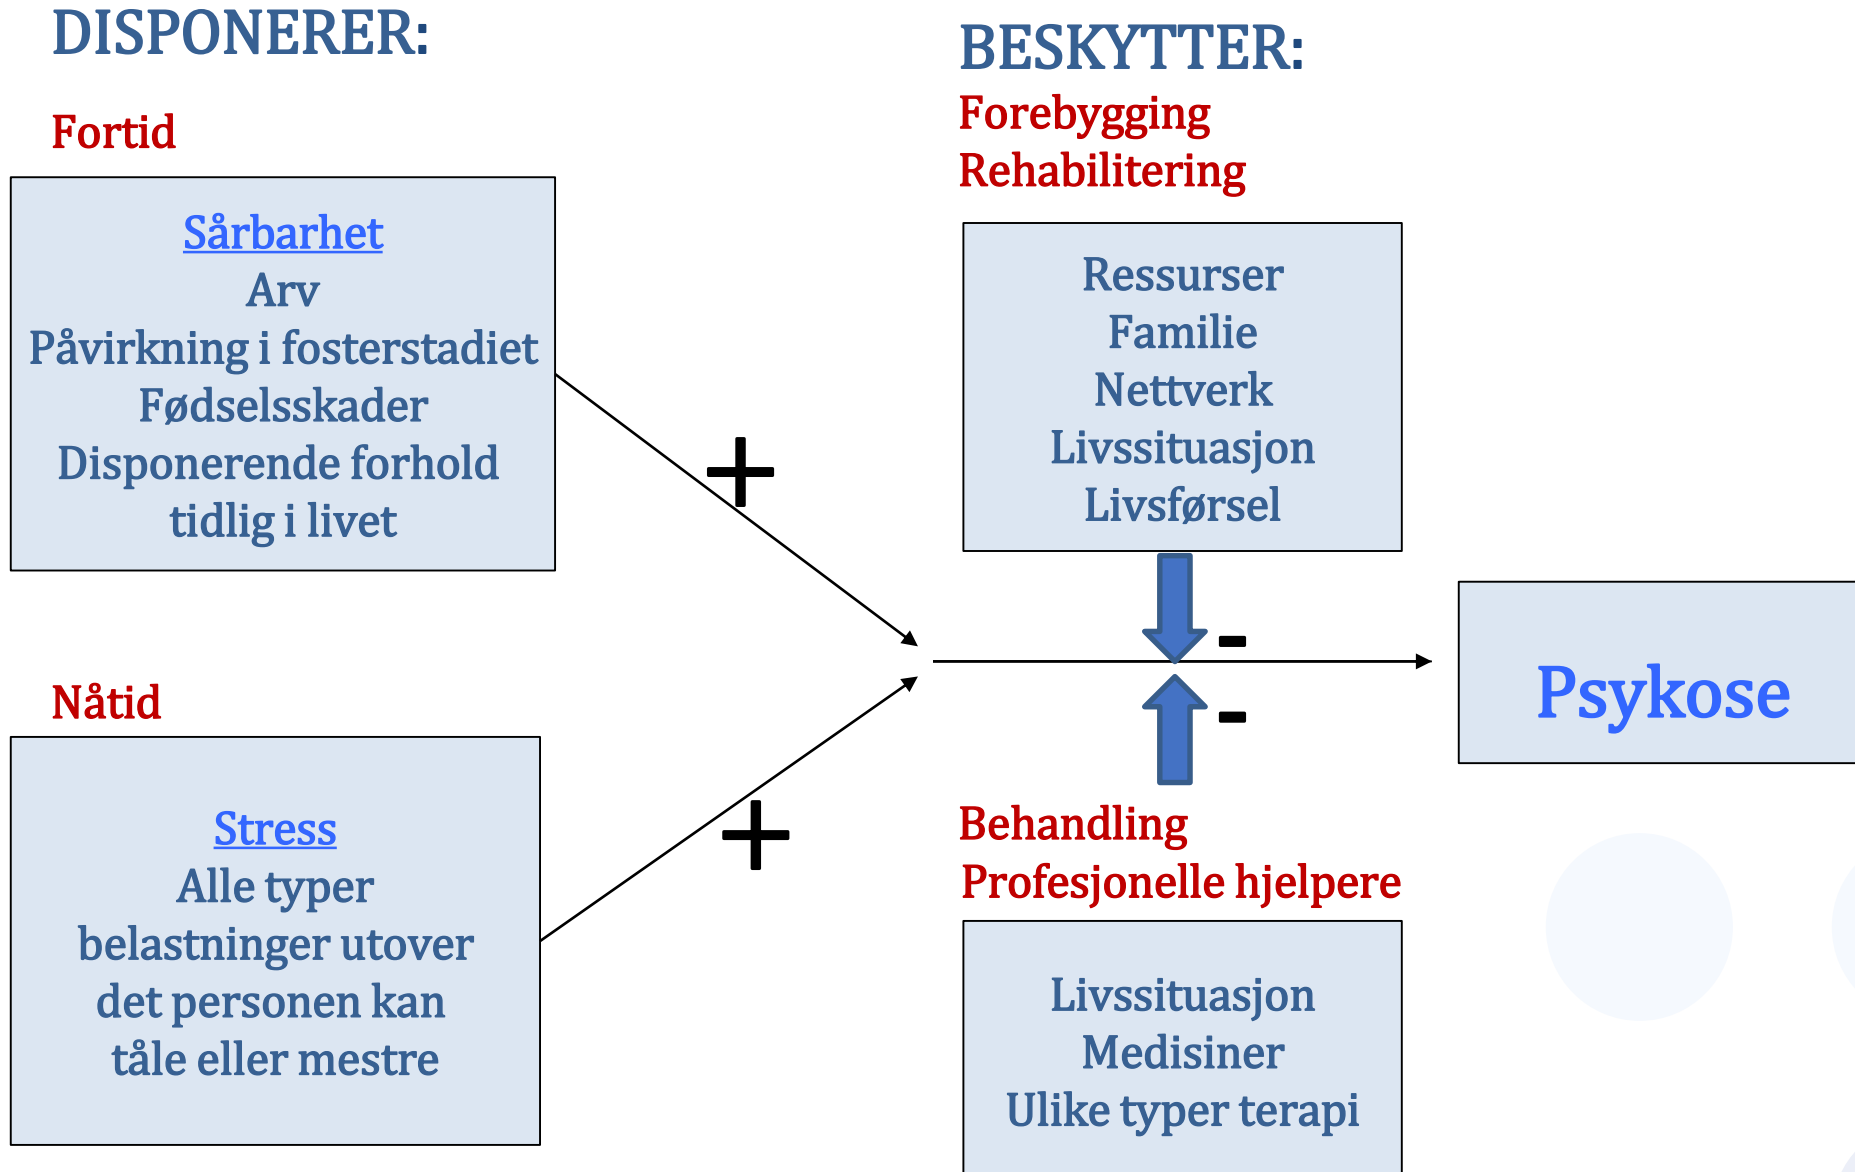 DISPONERER:
Fortid
Sårbarhet
Arv
Påvirkning i fosterstadiet
Fødselsskader
Disponerende forhold
tidlig i livet
+
Nåtid
Stress
Alle typer
belastninger utover
det personen kan
tåle eller mestre
+
BESKYTTER:
Forebygging
Rehabilitering
Ressurser
Familie
Nettverk
Livssituasjon
Livsførsel
-
-
Behandling
Profesjonelle hjelpere
Livssituasjon
Medisiner
Ulike typer terapi
Psykose